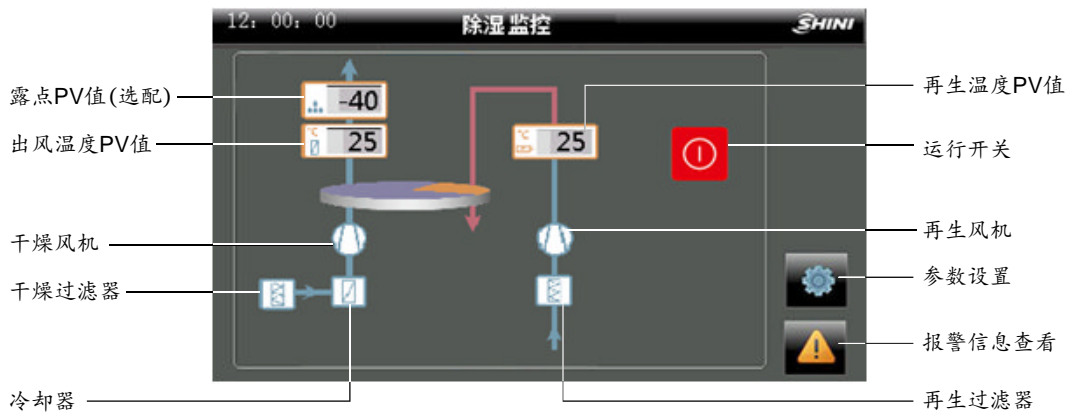 12: 00: 00 除湿监控 SHINI
露点PV值(选配)
-40
再生温度PV值
出风温度PV值
℃ 25
℃ 25
运行开关
干燥风机
再生风机
干燥过滤器
参数设置
报警信息查看
冷却器
再生过滤器